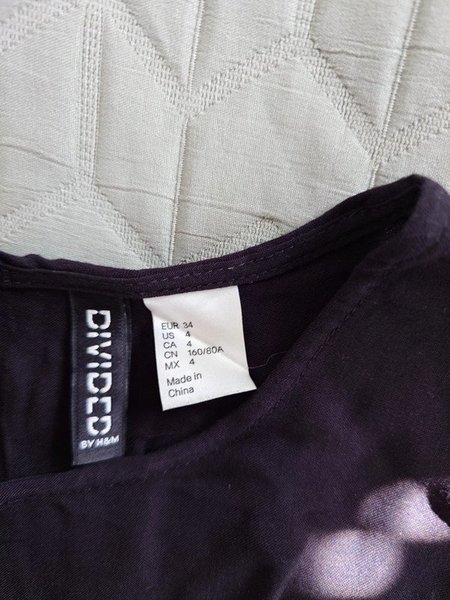 DIVIDED
BY H&M
EUR 34
US 4
CA 4
CN 160/80A
MX 4
Made in
China